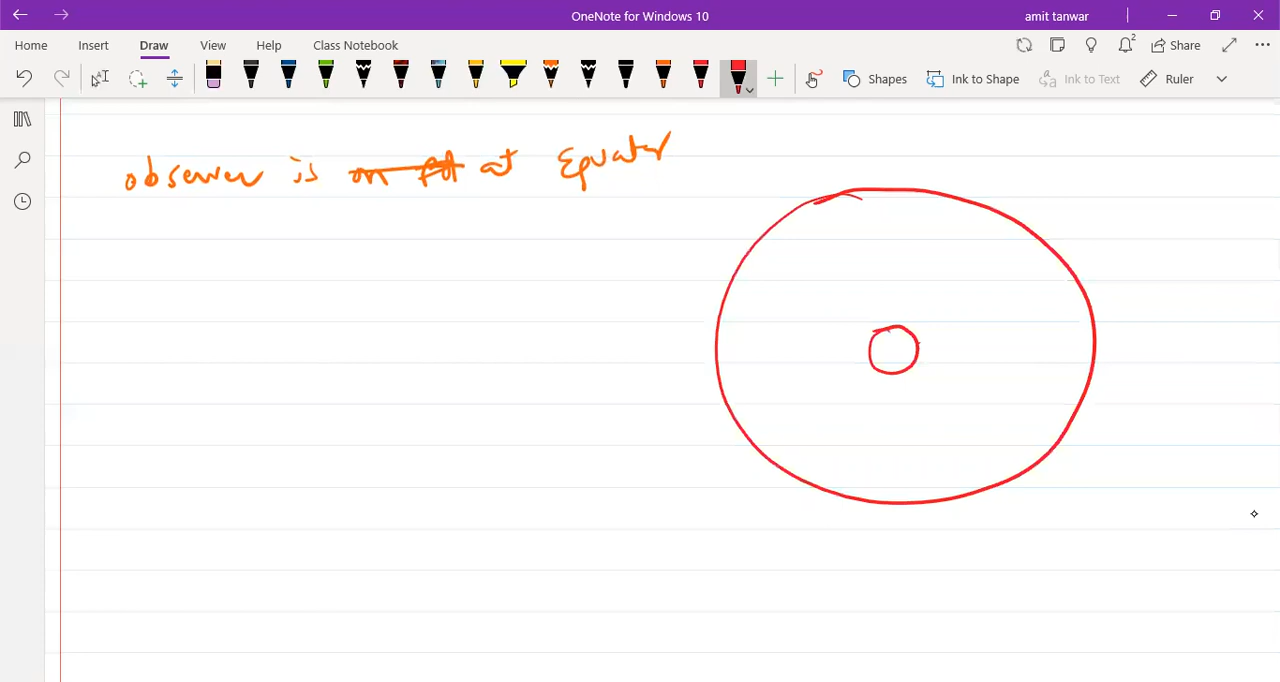 OneNote for Windows 10
amit tanwar
Home Insert Draw View Help Class Notebook
2
Share
Shapes Ink to Shape Ink to Text Ruler
observer is at Equator